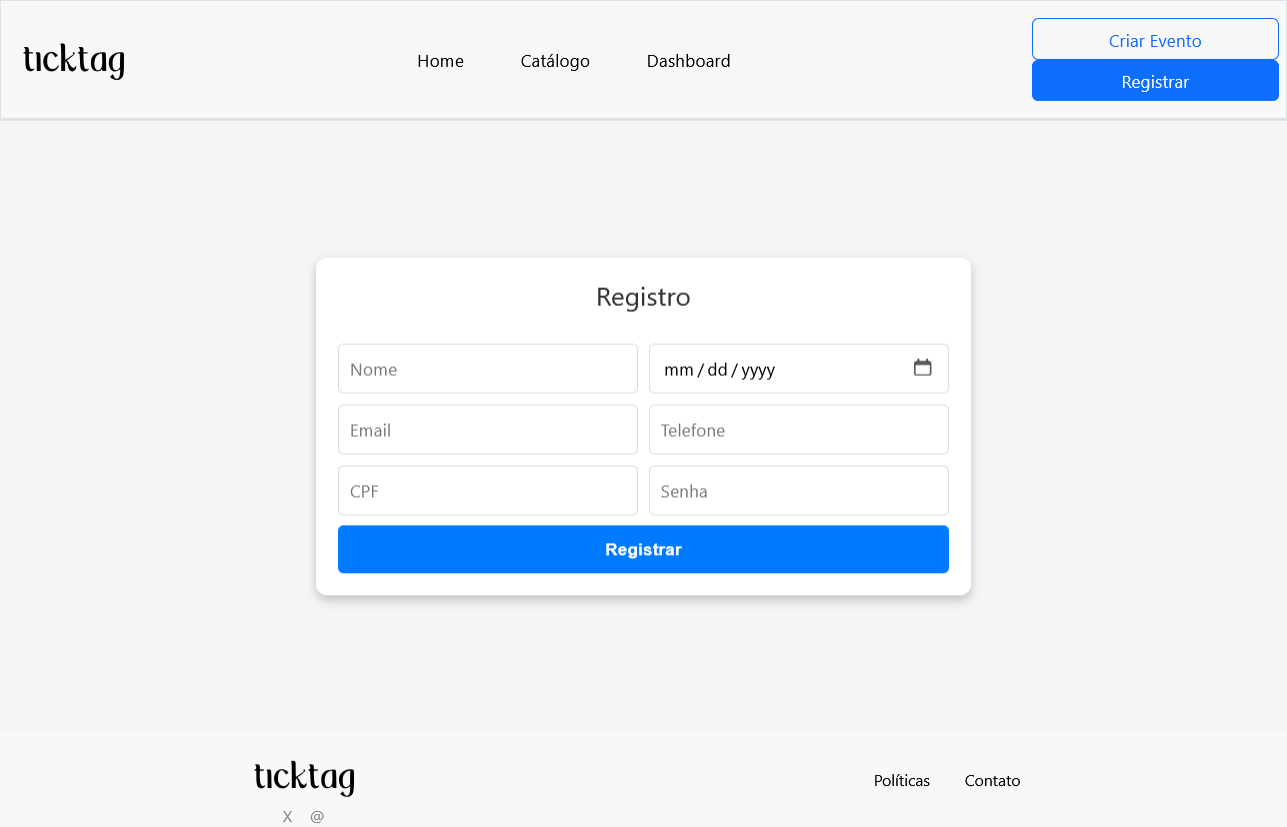 ticktag
Home Catálogo Dashboard
Criar Evento
Registrar
Registro
Nome
mm/dd/yyyy
Email
Telefone
CPF
Senha
Registrar
ticktag
X @
Políticas Contato